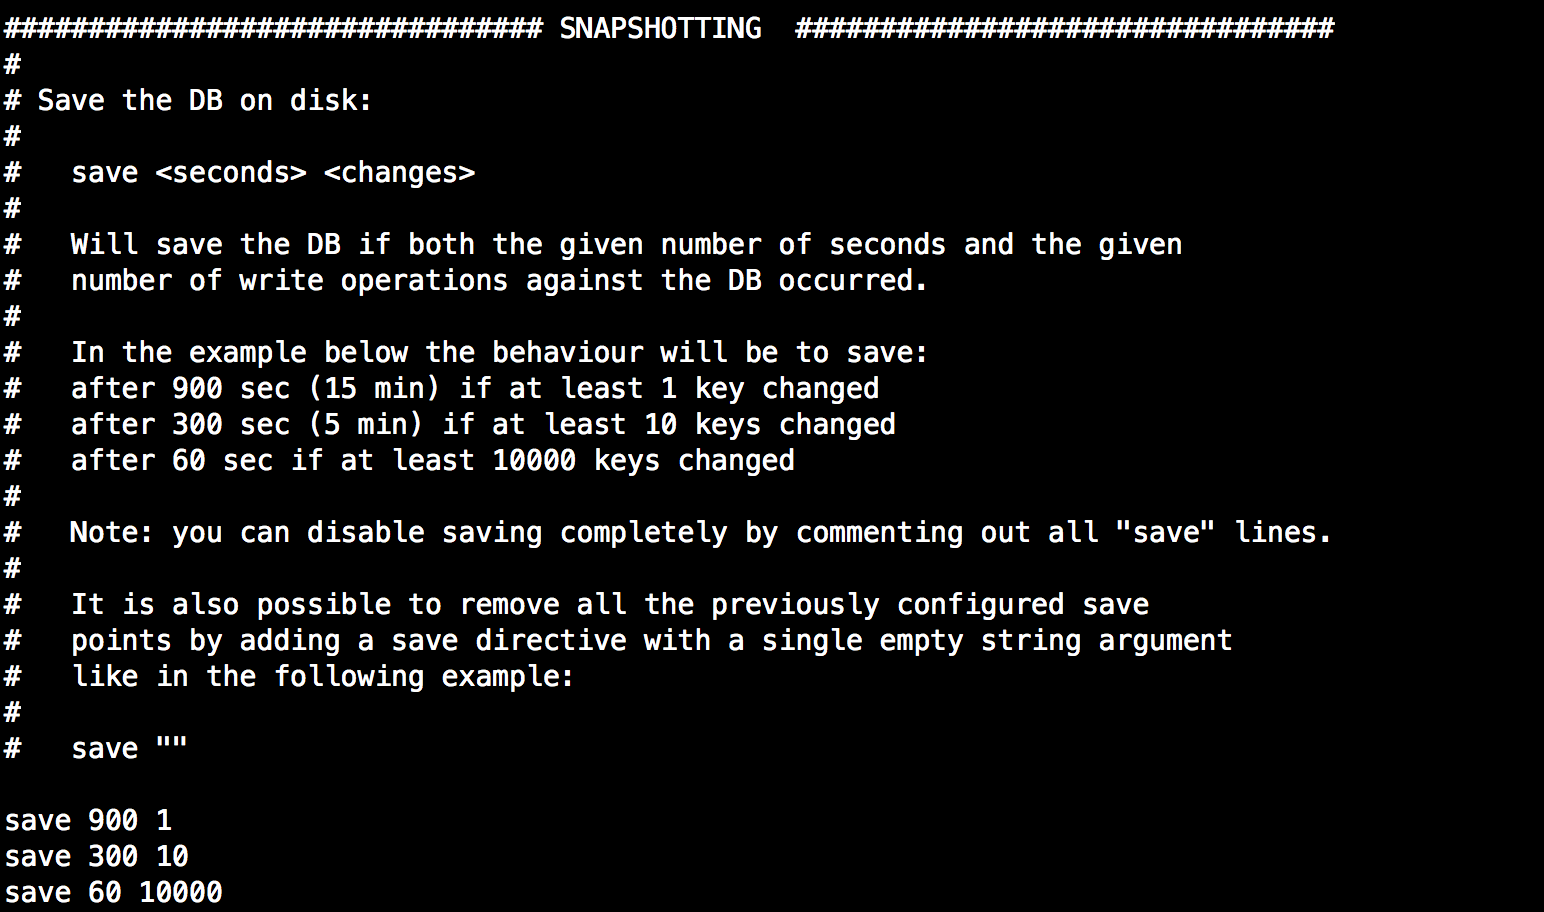 ################################ SNAPSHOTTING  ################################
#
# Save the DB on disk:
#
#   save <seconds> <changes>
#
#   Will save the DB if both the given number of seconds and the given
#   number of write operations against the DB occurred.
#
#   In the example below the behaviour will be to save:
#   after 900 sec (15 min) if at least 1 key changed
#   after 300 sec (5 min) if at least 10 keys changed
#   after 60 sec if at least 10000 keys changed
#
#   Note: you can disable saving completely by commenting out all "save" lines.
#
#   It is also possible to remove all the previously configured save
#   points by adding a save directive with a single empty string argument
#   like in the following example:
#
#   save ""

save 900 1
save 300 10
save 60 10000